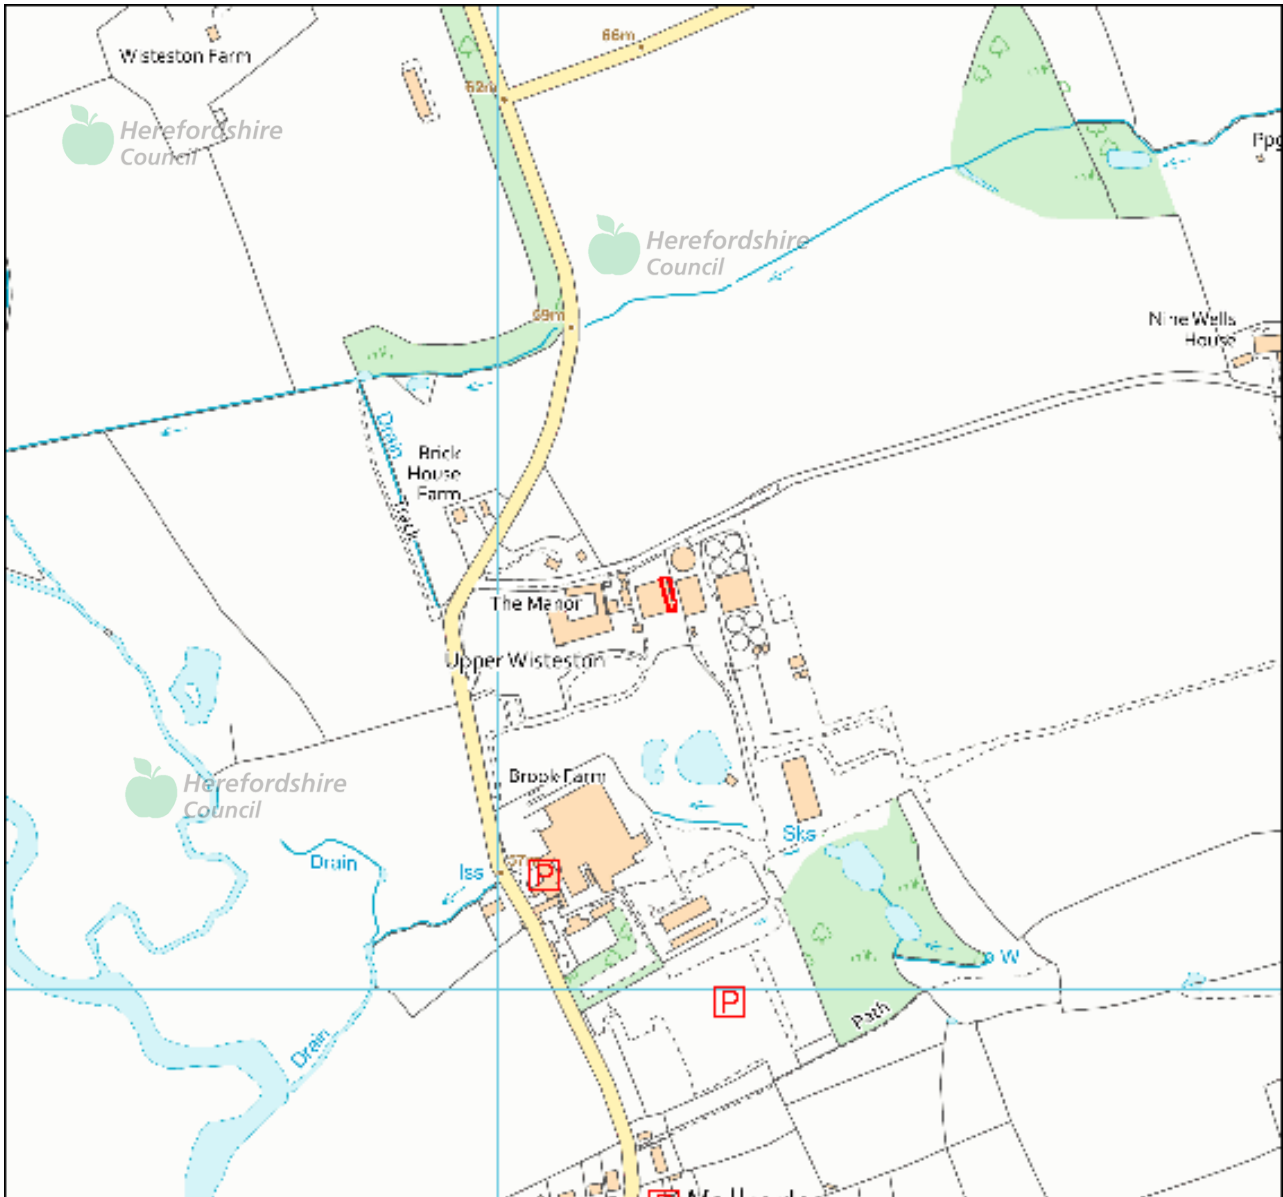 66m
Wisteston Farm
62m
Herefordshire
Council
Herefordshire
Council
59m
Nine Wells
House
Drain
Brick
House
Farm
Track
The Manor
Upper Wisteston
Brook Farm
Herefordshire
Council
Sks
Drain
Iss
P
W
P
Path
Drain